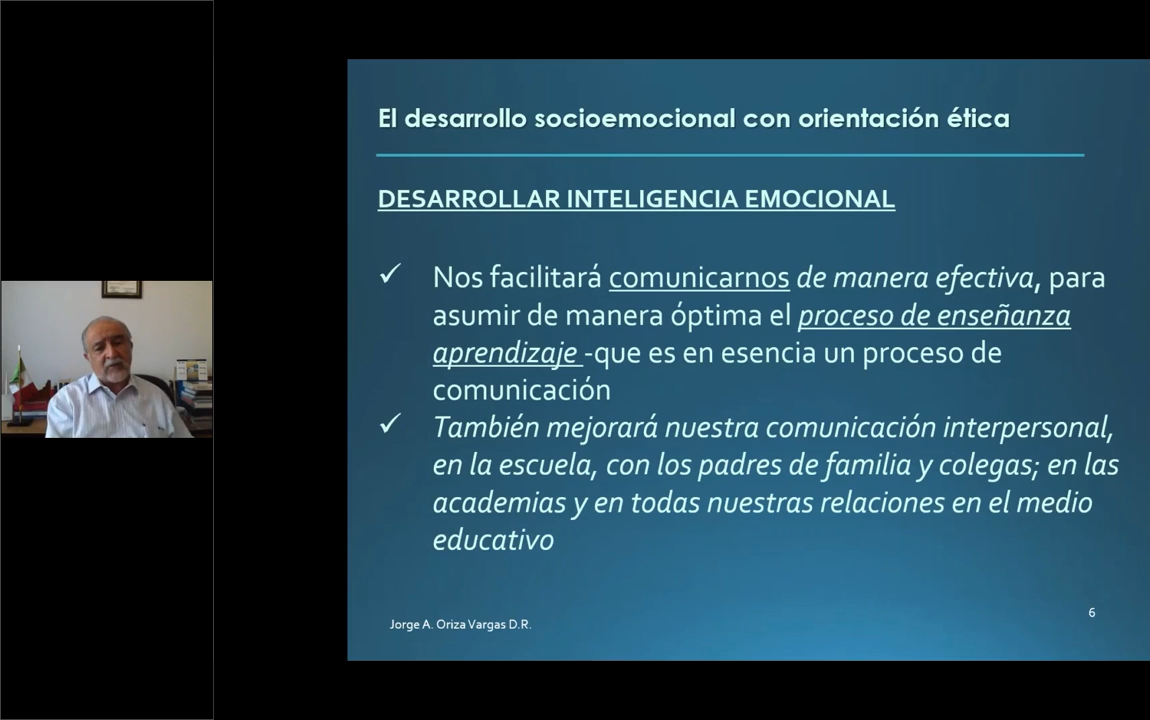 El desarrollo socioemocional con orientación ética
DESARROLLAR INTELIGENCIA EMOCIONAL
✓ Nos facilitará comunicarnos de manera efectiva, para
asumir de manera óptima el proceso de enseñanza
aprendizaje -que es en esencia un proceso de
comunicación
✓ También mejorará nuestra comunicación interpersonal,
en la escuela, con los padres de familia y colegas; en las
academias y en todas nuestras relaciones en el medio
educativo
6
Jorge A. Oriza Vargas D.R.